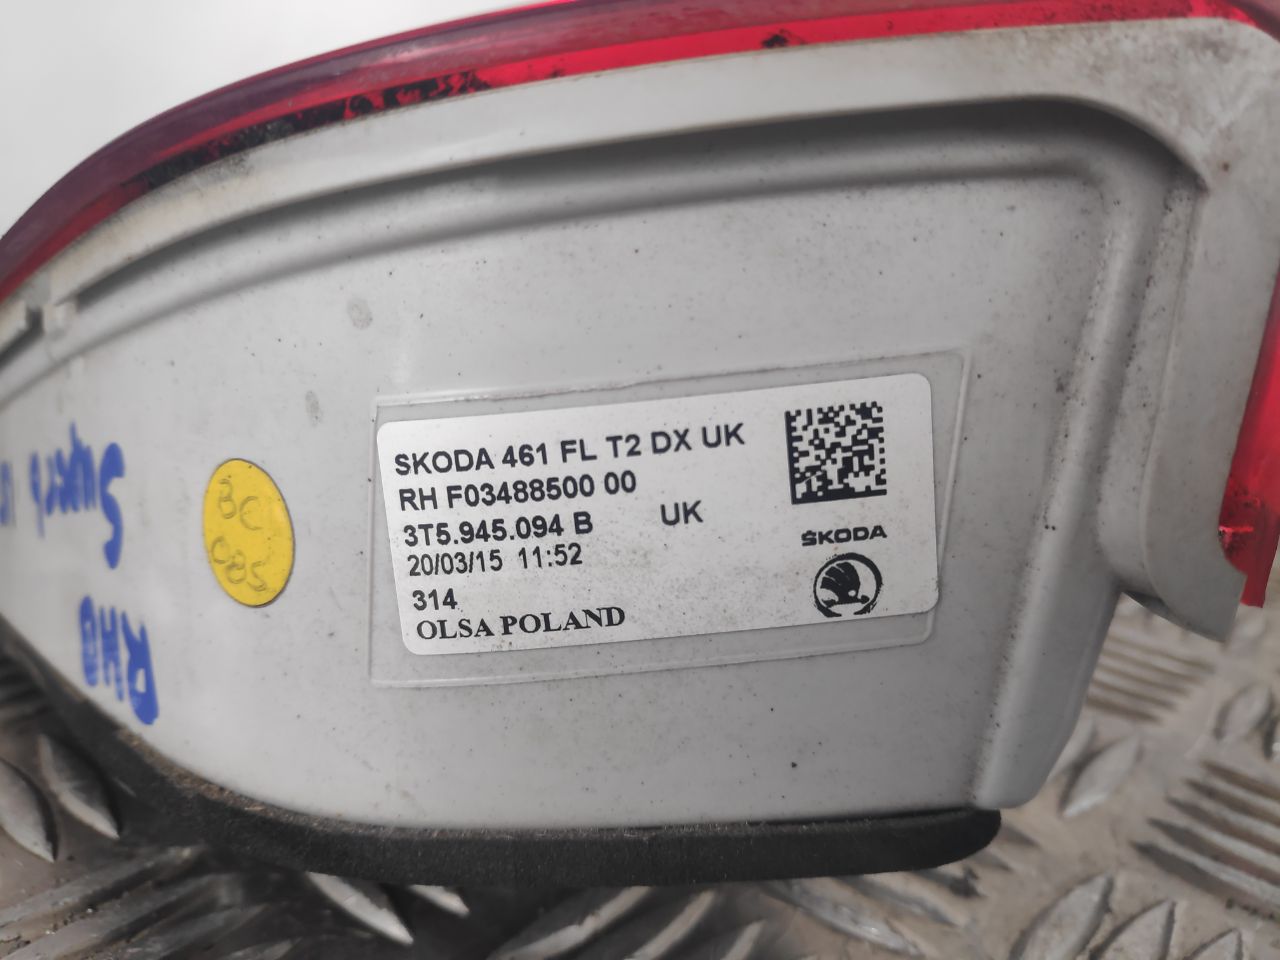 SKODA 461 FL T2 DX UK
RH F03488500 00
3T5.945.094 B UK
20/03/15 11:52
314
OLSA POLAND
ŠKODA
BC
085
Superb
RHD